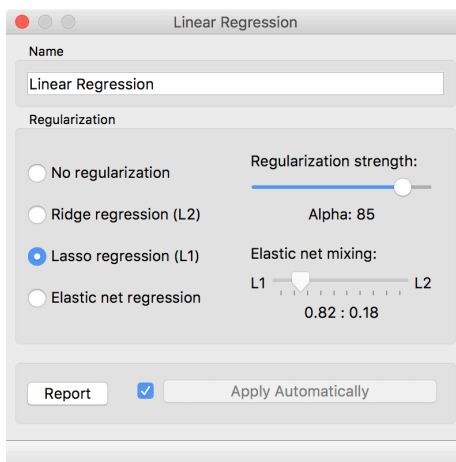 Linear Regression
Name
Linear Regression
Regularization
No regularization
Ridge regression (L2)
Lasso regression (L1)
Elastic net regression
Regularization strength:
Alpha: 85
Elastic net mixing:
L1 L2
0.82 : 0.18
Report
Apply Automatically